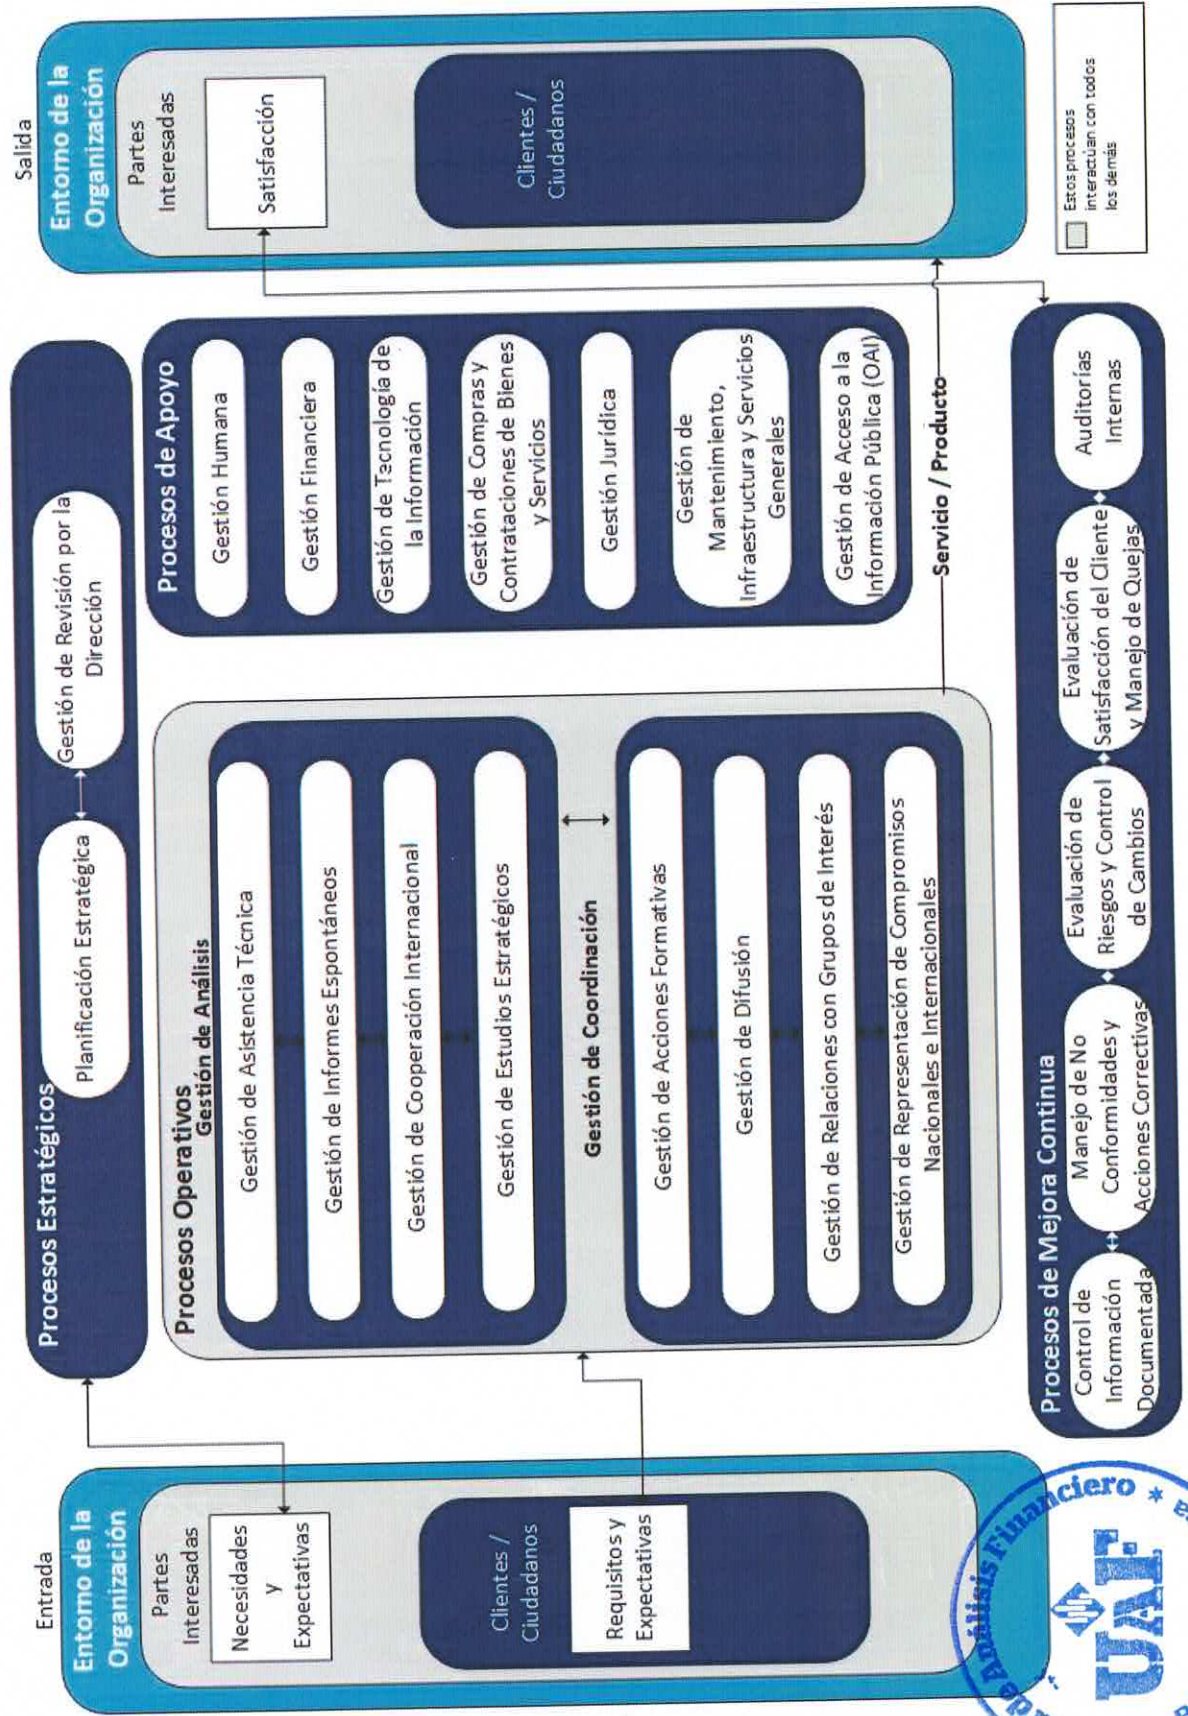 Entrada
Entorno de la
Organización
Partes
Interesadas
Necesidades
y
Expectativas
Clientes /
Ciudadanos
Requisitos y
Expectativas
Procesos Estratégicos
Planificación Estratégica
Gestión de Revisión por la
Dirección
Procesos Operativos
Gestión de Análisis
Gestión de Asistencia Técnica
Gestión de Informes Espontáneos
Gestión de Cooperación Internacional
Gestión de Estudios Estratégicos
Gestión de Coordinación
Gestión de Acciones Formativas
Gestión de Difusión
Gestión de Relaciones con Grupos de Interés
Gestión de Representación de Compromisos
Nacionales e Internacionales
Procesos de Apoyo
Gestión Humana
Gestión Financiera
Gestión de Tecnología de
la Información
Gestión de Compras y
Contrataciones de Bienes
y Servicios
Gestión Jurídica
Gestión de
Mantenimiento,
Infraestructura y Servicios
Generales
Gestión de Acceso a la
Información Pública (OAI)
Servicio / Producto
Procesos de Mejora Continua
Control de
Información
Documentada
Manejo de No
Conformidades y
Acciones Correctivas
Evaluación de
Riesgos y Control
de Cambios
Evaluación de
Satisfacción del Cliente
y Manejo de Quejas
Auditorías
Internas
Salida
Entorno de la
Organización
Partes
Interesadas
Satisfacción
Clientes /
Ciudadanos
Estos procesos
interactúan con todos
los demás
de Análisis Financiero *
UAF